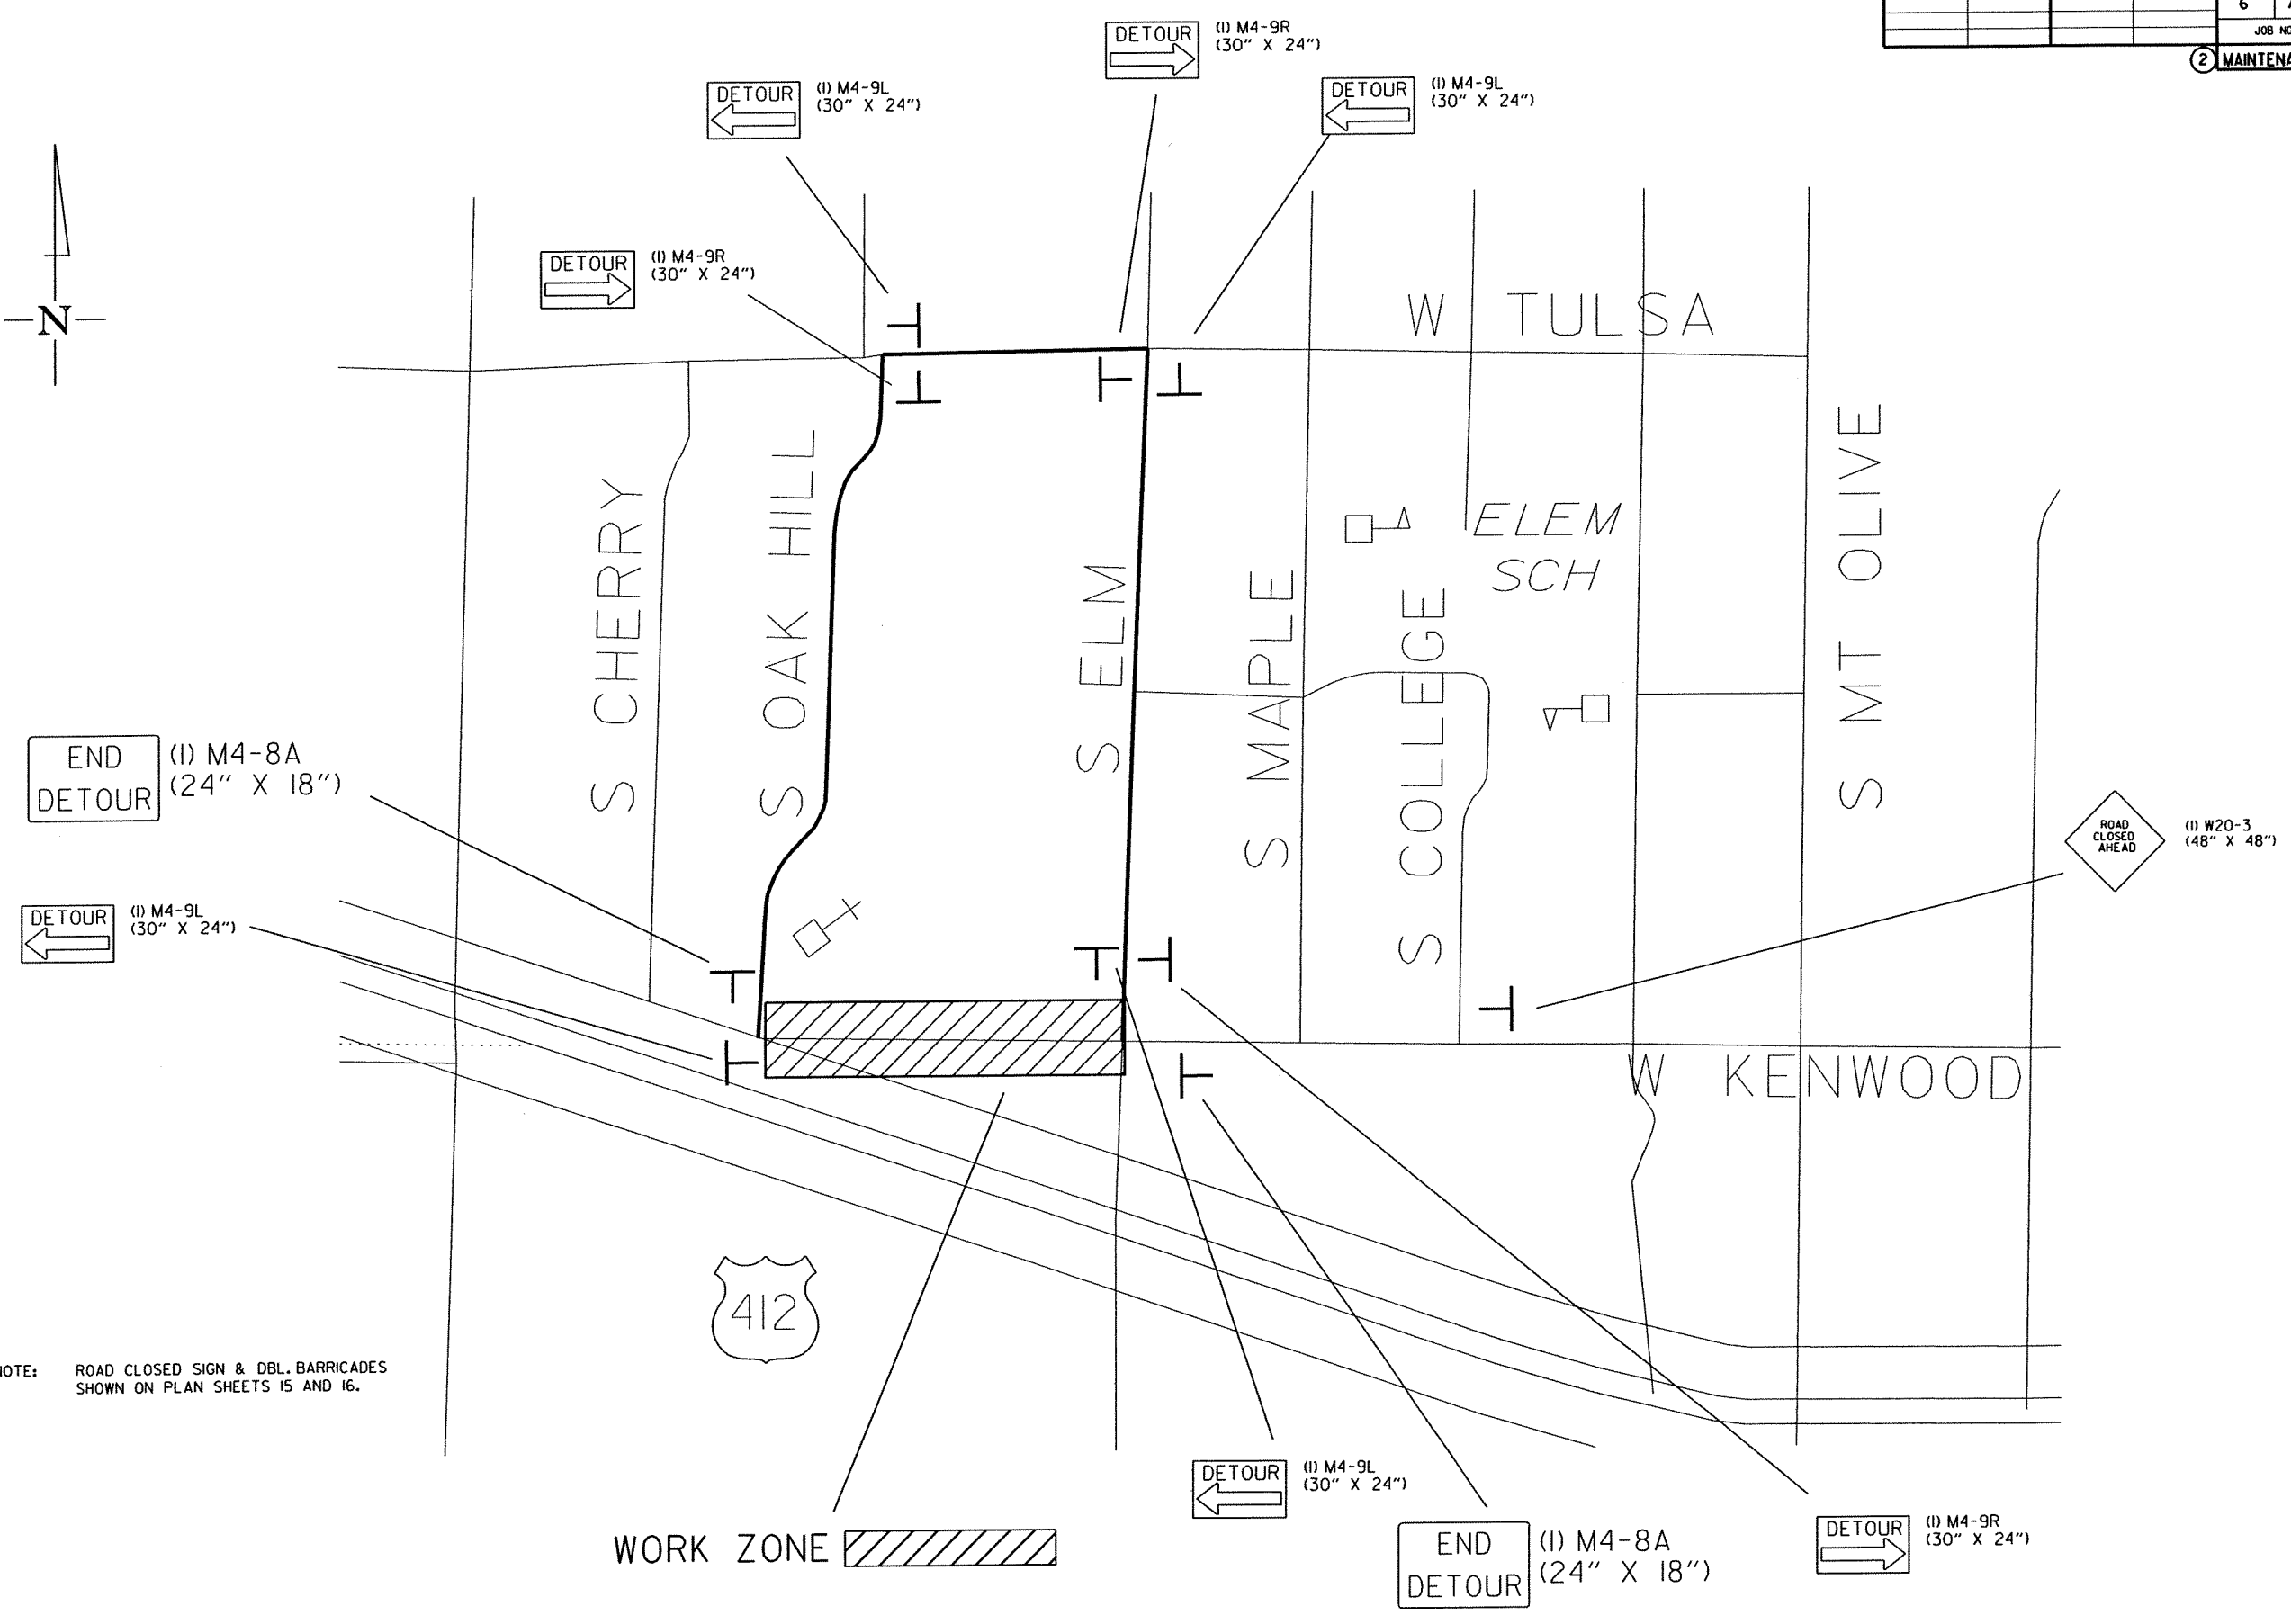 6
JOB NO
2 MAINTENA
DETOUR
(1) M4-9R
(30" X 24")
DETOUR
(1) M4-9L
(30" X 24")
DETOUR
(1) M4-9L
(30" X 24")
DETOUR
(1) M4-9R
(30" X 24")
N
W TULSA
S CHERRY
S OAK HILL
S ELM
S MAPLE
S COLLEGE
ELEM
SCH
S MT OLIVE
END
DETOUR
(1) M4-8A
(24" X 18")
ROAD
CLOSED
AHEAD
(1) W20-3
(48" X 48")
DETOUR
(1) M4-9L
(30" X 24")
W KENWOOD
412
NOTE: ROAD CLOSED SIGN & DBL. BARRICADES
SHOWN ON PLAN SHEETS 15 AND 16.
DETOUR
(1) M4-9L
(30" X 24")
WORK ZONE
END
DETOUR
(1) M4-8A
(24" X 18")
DETOUR
(1) M4-9R
(30" X 24")